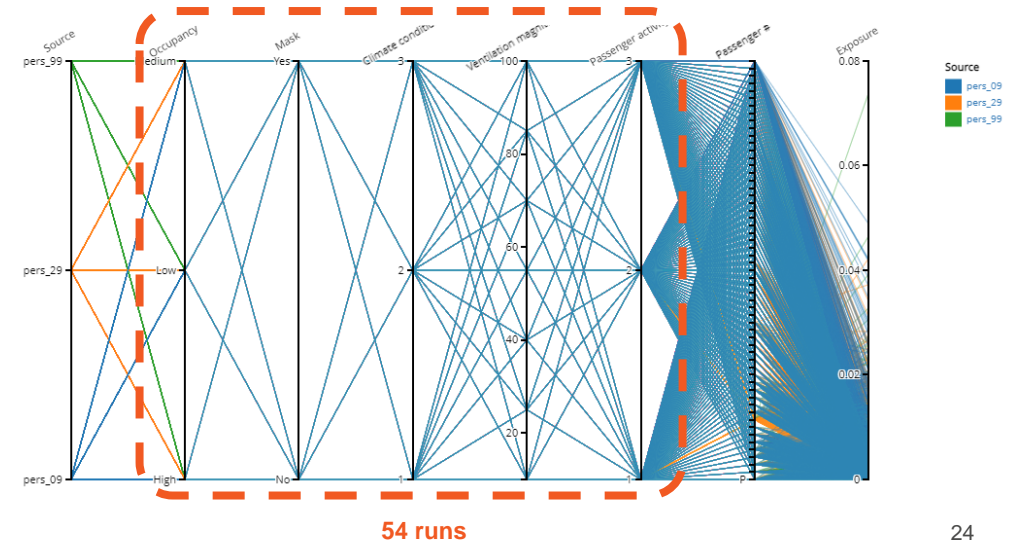 Source
Occupancy
Mask
Climate conditio
Ventilation magni
Passenger activi
Passenger #
Exposure
pers_99
pers_29
pers_09
edium
Low
High
Yes
No
3
2
1
100
80
60
40
20
3
2
1
P
0.08
0.06
0.04
0.02
0
Source
pers_09
pers_29
pers_99
54 runs
24